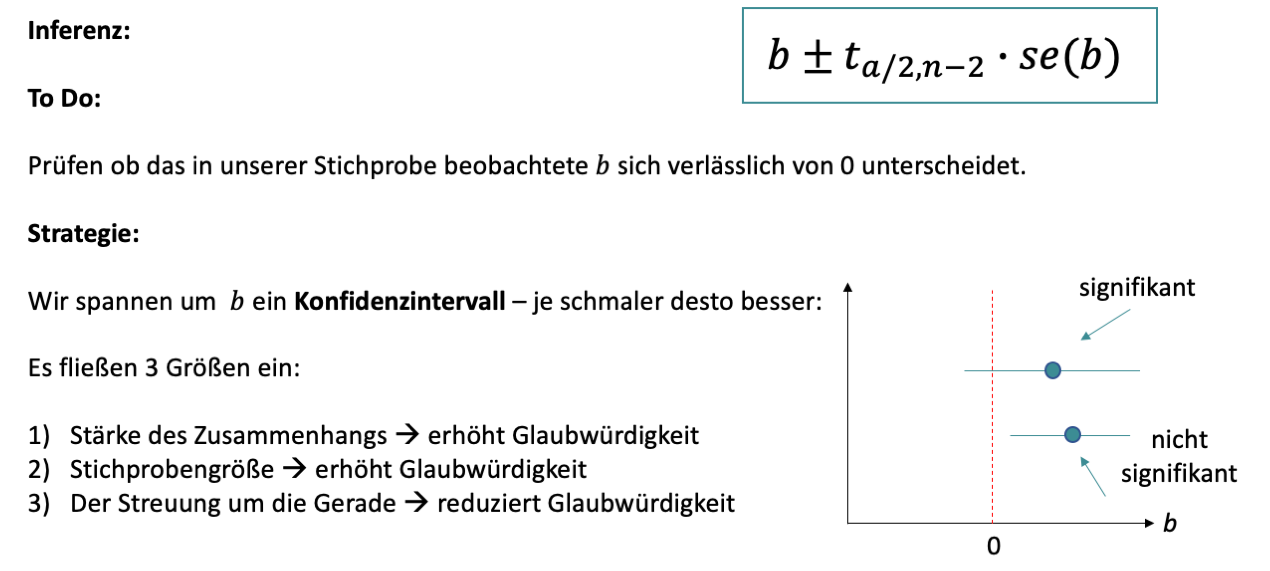 Inferenz:
b ± t_{a/2,n−2} · se(b)
To Do:
Prüfen ob das in unserer Stichprobe beobachtete b sich verlässlich von 0 unterscheidet.
Strategie:
Wir spannen um b ein Konfidenzintervall – je schmaler desto besser:
Es fließen 3 Größen ein:
1) Stärke des Zusammenhangs → erhöht Glaubwürdigkeit
2) Stichprobengröße → erhöht Glaubwürdigkeit
3) Der Streuung um die Gerade → reduziert Glaubwürdigkeit
signifikant
nicht
signifikant
b
0